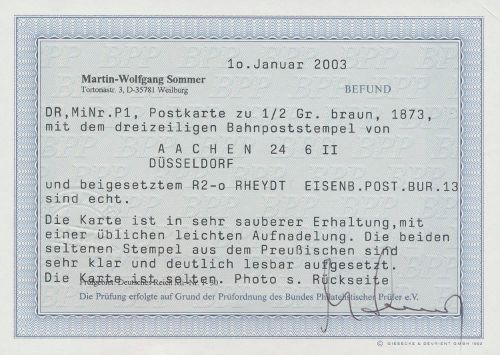 10.Januar 2003
Martin-Wolfgang Sommer
Tortonastr. 3, D-35781 Weilburg
BEFUND
DR,MiNr.P1, Postkarte zu 1/2 Gr. braun, 1873,
mit dem dreizeiligen Bahnpoststempel von
AACHEN 24 6 II
DÜSSELDORF
und beigesetztem R2-o RHEYDT EISENB.POST.BUR.13
sind echt.
Die Karte ist in sehr sauberer Erhaltung,mit
einer üblichen leichten Aufnadelung. Die beiden
seltenen Stempel aus dem Preußischen sind
sehr klar und deutlich lesbar aufgesetzt.
Die Karte ist selten. Photo s. Rückseite
Die Prüfung erfolgte auf Grund der Prüfordnung des Bundes Philatelistischer Prüfer e.V.
© GIESECKE & DEVRIENT GMBH 1992